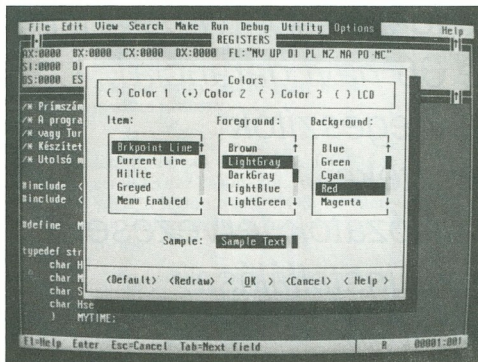 File Edit View Search Make Run Debug Utility Options Help
REGISTERS
AX:0000 BX:0000 CX:0000 DX:0000 FL:"NV UP DI PL NZ NA PO NC"
SI:0000 DI
DS:0000 ES
Colors
( ) Color 1 (•) Color 2 ( ) Color 3 ( ) LCD
Item: Foreground: Background:
Brkpoint Line Brown Blue
Current Line LightGray Green
Hilite DarkGray Cyan
Greyed LightBlue Red
Menu Enabled LightGreen Magenta
Sample: Sample Text
<Default> <Redraw> < OK > <Cancel> < Help >
/* Prímszám
/* A progra
/* vagy Tur
/* Készítet
/* Utolsó m
#include <
#include <
#define M
typedef str
char H
char M
char S
char Hse
) MYTIME;
F1=Help Enter Esc=Cancel Tab=Next field R 00001:001